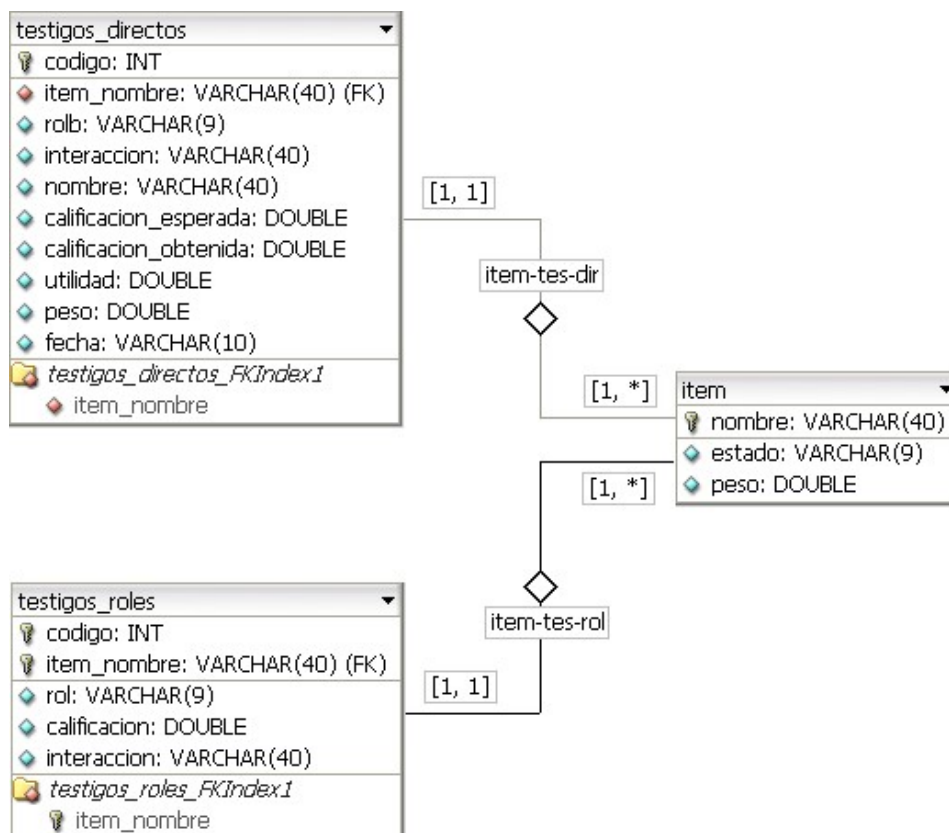 testigos_directos
codigo: INT
item_nombre: VARCHAR(40) (FK)
rolb: VARCHAR(9)
interaccion: VARCHAR(40)
nombre: VARCHAR(40)
calificacion_esperada: DOUBLE
calificacion_obtenida: DOUBLE
utilidad: DOUBLE
peso: DOUBLE
fecha: VARCHAR(10)
testigos_directos_FKIndex1
item_nombre
[1, 1]
item-tes-dir
[1, *]
item
nombre: VARCHAR(40)
estado: VARCHAR(9)
peso: DOUBLE
[1, *]
item-tes-rol
[1, 1]
testigos_roles
codigo: INT
item_nombre: VARCHAR(40) (FK)
rol: VARCHAR(9)
calificacion: DOUBLE
interaccion: VARCHAR(40)
testigos_roles_FKIndex1
item_nombre